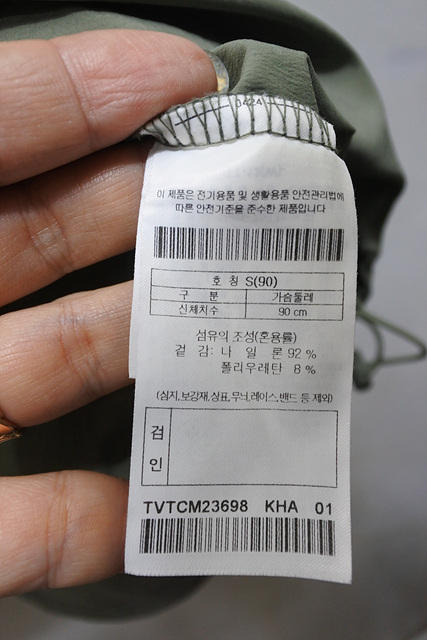 0424
이 제품은 전기용품 및 생활용품 안전관리법에
따른 안전기준을 준수한 제품입니다
호 칭 S(90)
구 분 가슴둘레
신체치수 90 cm
섬유의 조성(혼용률)
겉 감: 나 일 론 92 %
폴리우레탄 8 %
(심지,보강재,상표,무늬,레이스,밴드 등 제외)
검
인
TVTCM23698 KHA 01